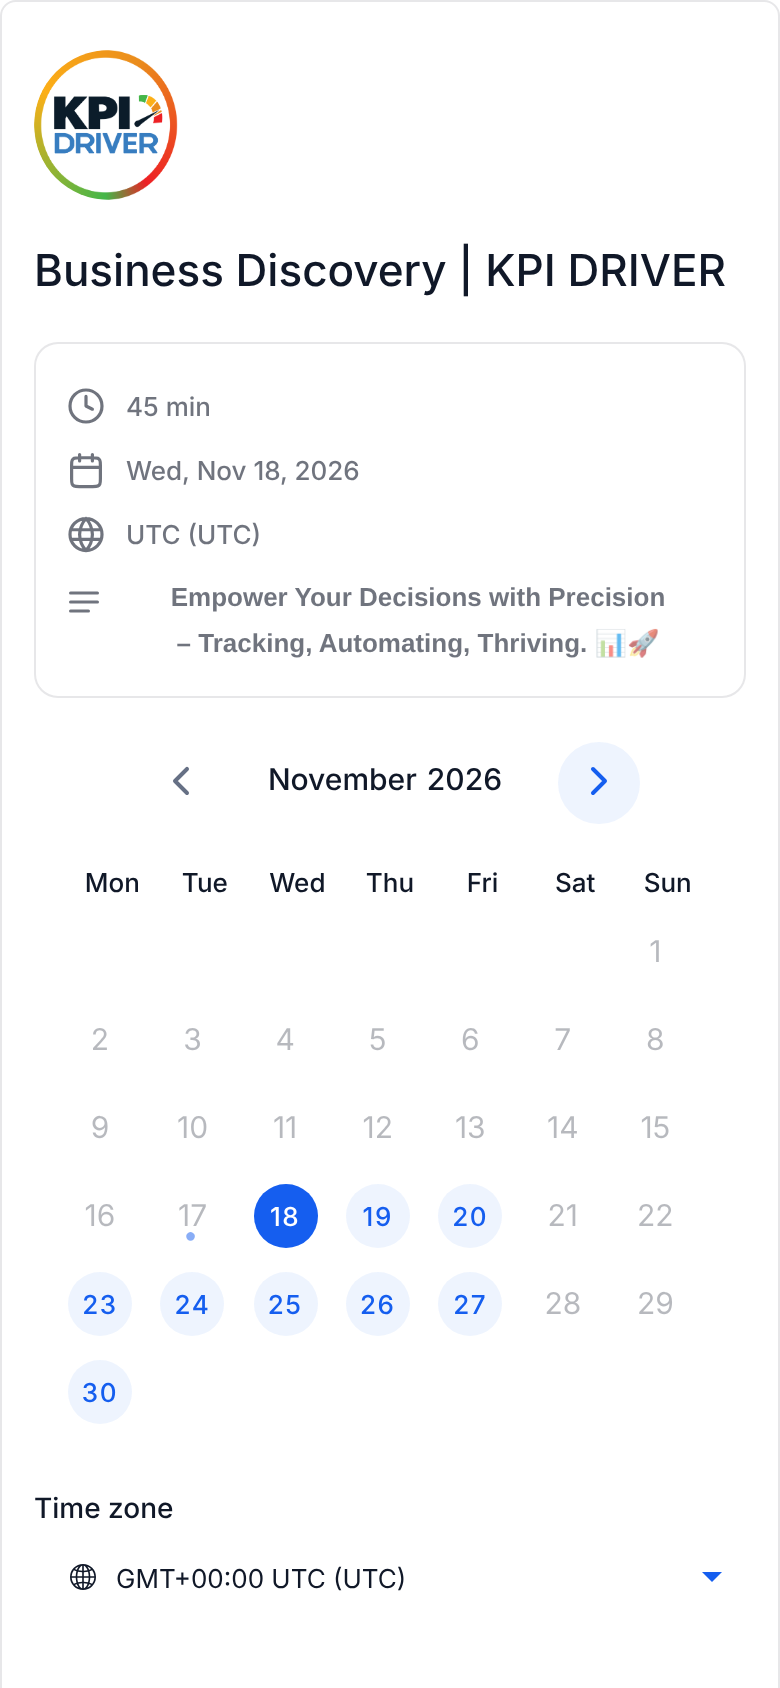 KPI
DRIVER
Business Discovery | KPI DRIVER
45 min
Wed, Nov 18, 2026
UTC (UTC)
Empower Your Decisions with Precision
– Tracking, Automating, Thriving. 📊🚀
November 2026
Mon Tue Wed Thu Fri Sat Sun
1
2 3 4 5 6 7 8
9 10 11 12 13 14 15
16 17 18 19 20 21 22
23 24 25 26 27 28 29
30
Time zone
GMT+00:00 UTC (UTC)